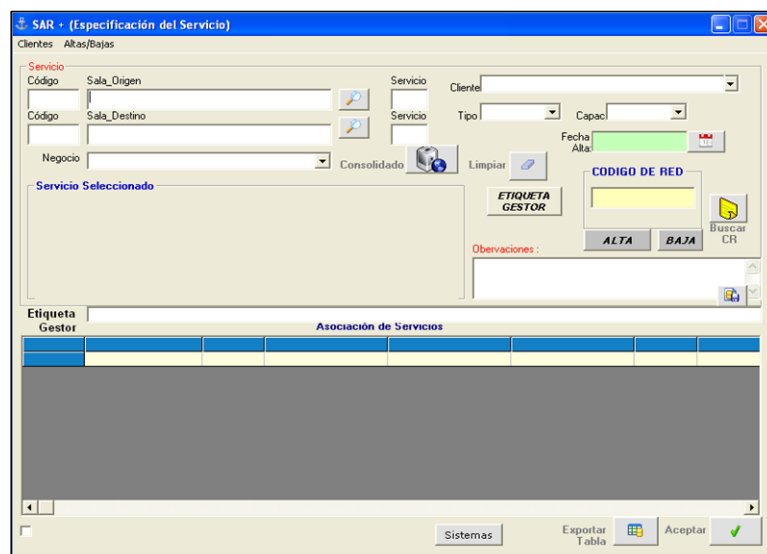 SAR + (Especificación del Servicio)
Clientes Altas/Bajas
Servicio
Código Sala_Origen Servicio Cliente
Código Sala_Destino Servicio Tipo Capac
Fecha
Alta:
Negocio Consolidado Limpiar
Servicio Seleccionado
ETIQUETA
GESTOR
CODIGO DE RED
ALTA BAJA
Buscar
CR
Obervaciones :
Etiqueta
Gestor
Asociación de Servicios
Sistemas
Exportar
Tabla
Aceptar